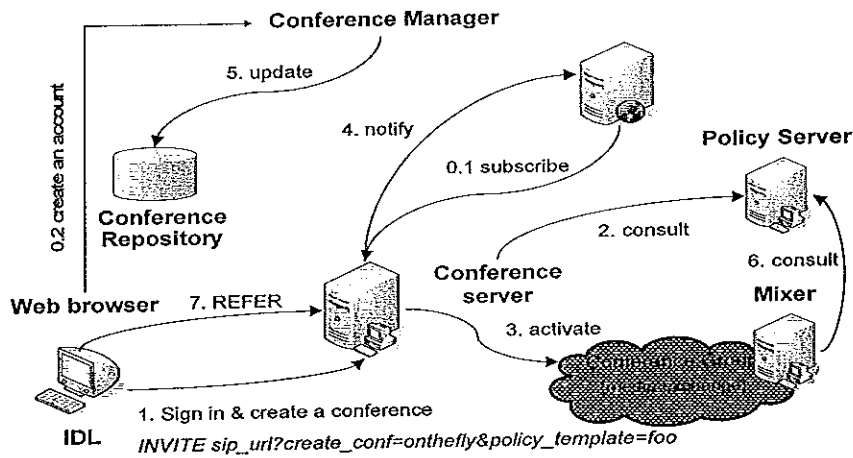 Conference Manager
0.2 create an account
5. update
4. notify
0.1 subscribe
Policy Server
Conference
Repository
2. consult
6. consult
Conference
server
Mixer
Web browser
7. REFER
3. activate
1. Sign in & create a conference
IDL
INVITE sip_url?create_conf=onthefly&policy_template=foo